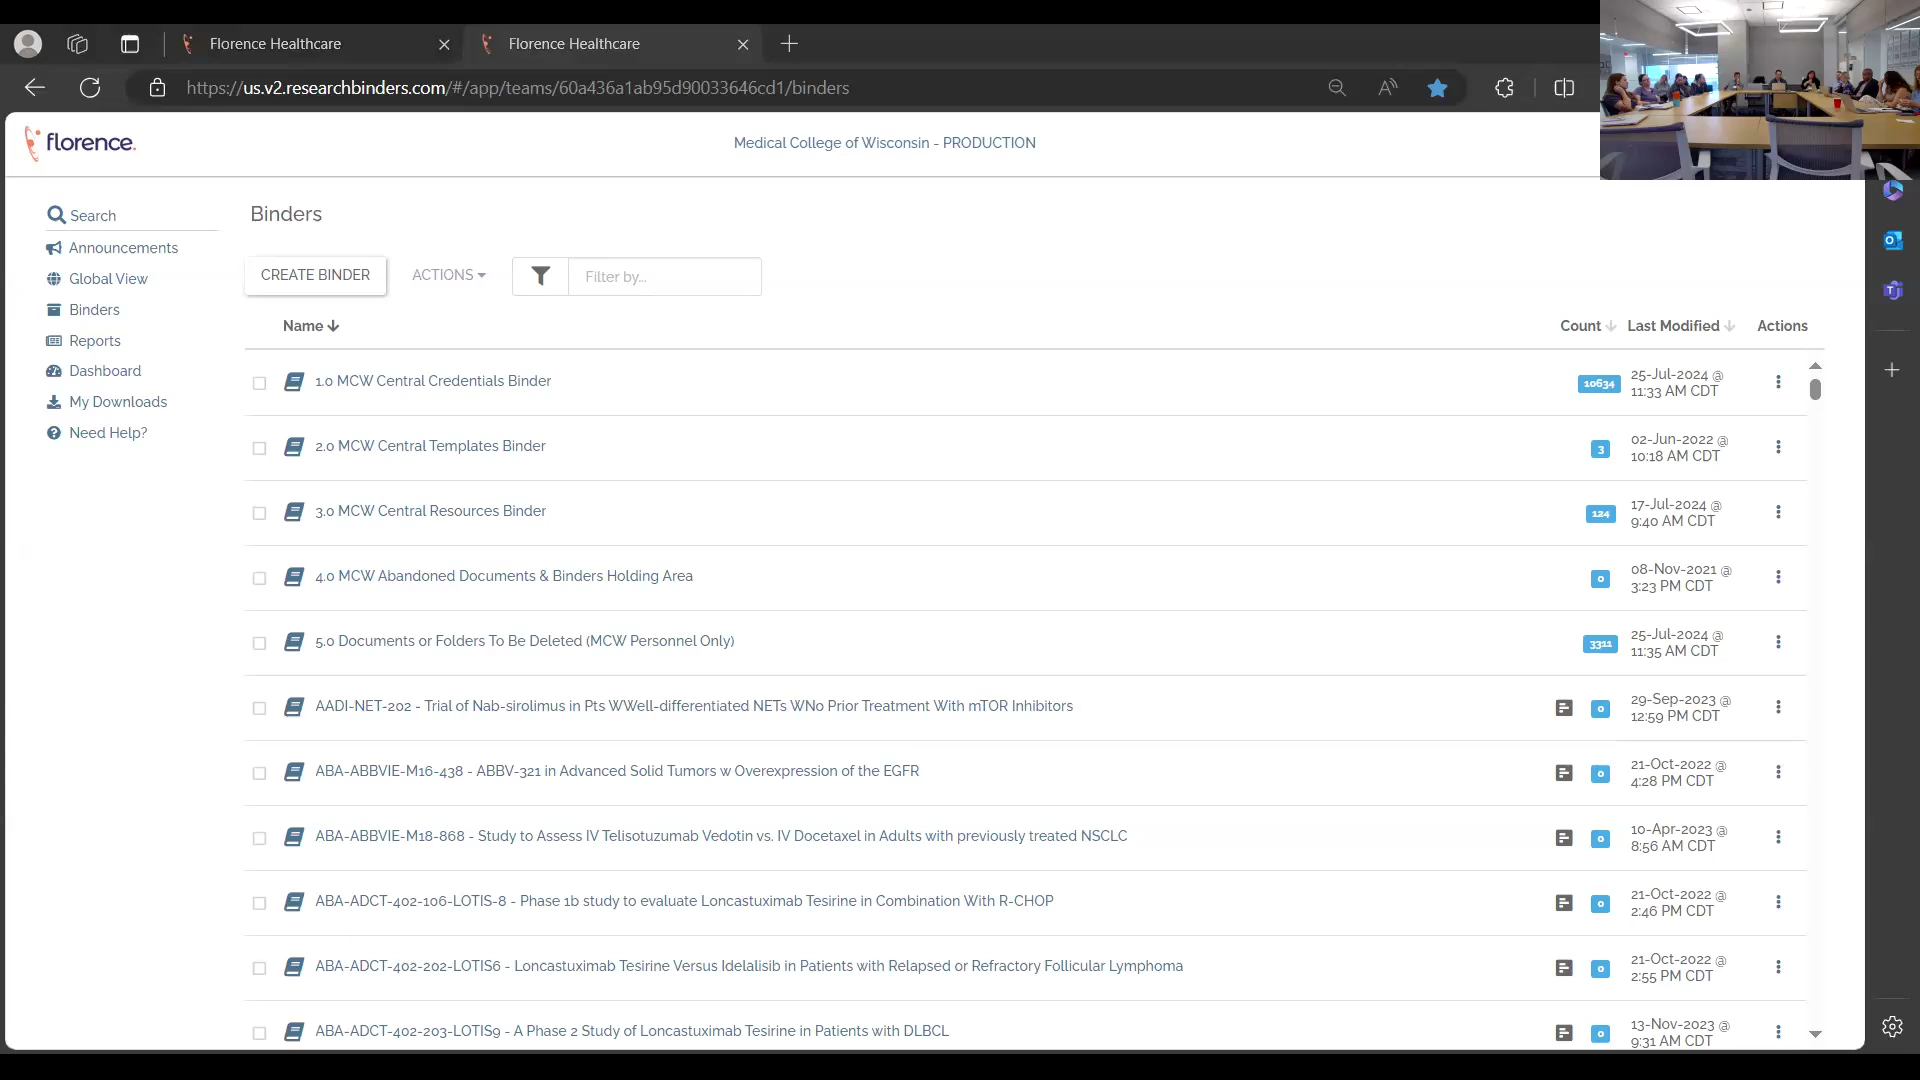 Florence Healthcare
Florence Healthcare
https://us.v2.researchbinders.com/#/app/teams/60a436a1ab95d90033646cd1/binders
florence.
Medical College of Wisconsin - PRODUCTION
Search
Announcements
Global View
Binders
Reports
Dashboard
My Downloads
Need Help?
Binders
CREATE BINDER
ACTIONS
Filter by...
Name
Count
Last Modified
Actions
1.0 MCW Central Credentials Binder
10634
25-Jul-2024 @
11:33 AM CDT
2.0 MCW Central Templates Binder
3
02-Jun-2022 @
10:18 AM CDT
3.0 MCW Central Resources Binder
124
17-Jul-2024 @
9:40 AM CDT
4.0 MCW Abandoned Documents & Binders Holding Area
0
08-Nov-2021 @
3:23 PM CDT
5.0 Documents or Folders To Be Deleted (MCW Personnel Only)
3311
25-Jul-2024 @
11:35 AM CDT
AADI-NET-202 - Trial of Nab-sirolimus in Pts WWell-differentiated NETs WNo Prior Treatment With mTOR Inhibitors
0
29-Sep-2023 @
12:59 PM CDT
ABA-ABBVIE-M16-438 - ABBV-321 in Advanced Solid Tumors w Overexpression of the EGFR
0
21-Oct-2022 @
4:28 PM CDT
ABA-ABBVIE-M18-868 - Study to Assess IV Telisotuzumab Vedotin vs. IV Docetaxel in Adults with previously treated NSCLC
0
10-Apr-2023 @
8:56 AM CDT
ABA-ADCT-402-106-LOTIS-8 - Phase 1b study to evaluate Loncastuximab Tesirine in Combination With R-CHOP
0
21-Oct-2022 @
2:46 PM CDT
ABA-ADCT-402-202-LOTIS6 - Loncastuximab Tesirine Versus Idelalisib in Patients with Relapsed or Refractory Follicular Lymphoma
0
21-Oct-2022 @
2:55 PM CDT
ABA-ADCT-402-203-LOTIS9 - A Phase 2 Study of Loncastuximab Tesirine in Patients with DLBCL
0
13-Nov-2023 @
9:31 AM CDT